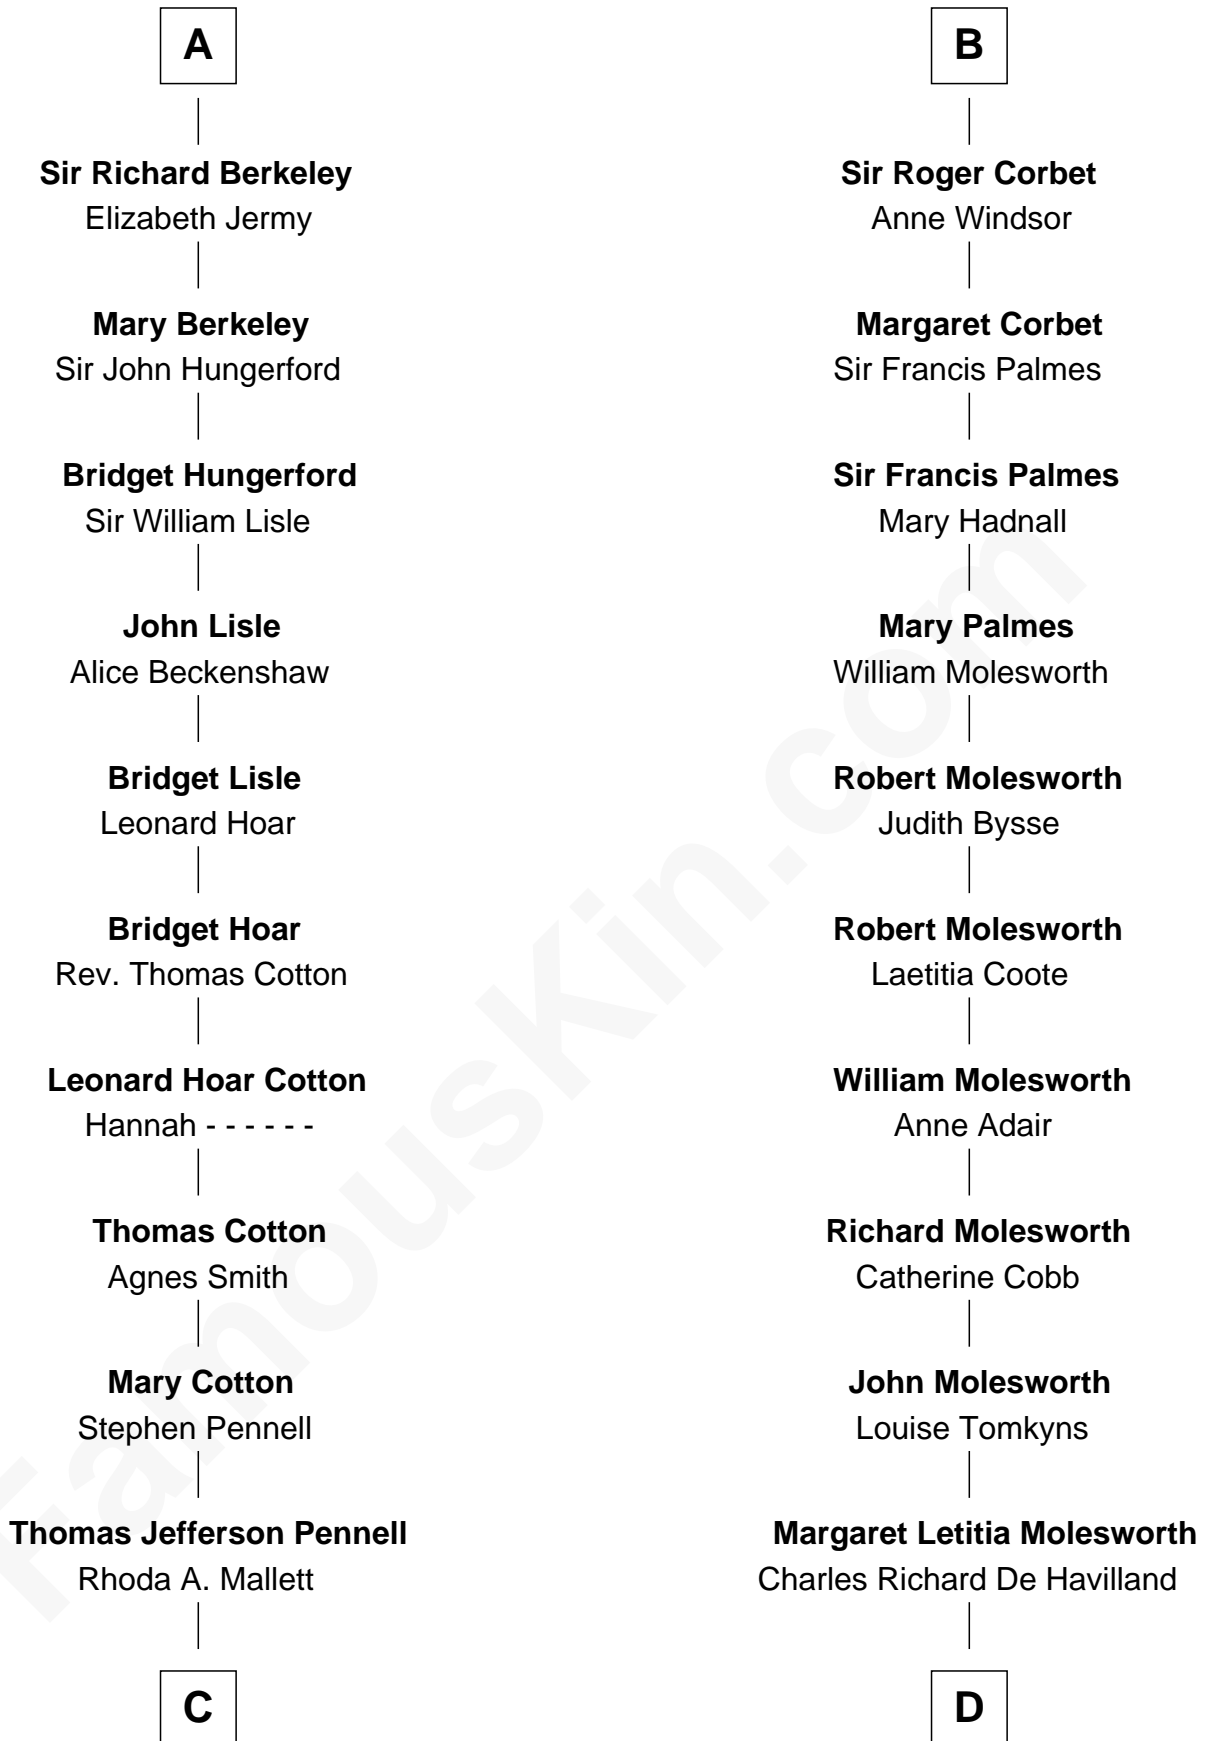 A
Sir Richard Berkeley
Elizabeth Jermy
Mary Berkeley
Sir John Hungerford
Bridget Hungerford
Sir William Lisle
John Lisle
Alice Beckenshaw
Bridget Lisle
Leonard Hoar
Bridget Hoar
Rev. Thomas Cotton
Leonard Hoar Cotton
Hannah - - - - - -
Thomas Cotton
Agnes Smith
Mary Cotton
Stephen Pennell
Thomas Jefferson Pennell
Rhoda A. Mallett
C
B
Sir Roger Corbet
Anne Windsor
Margaret Corbet
Sir Francis Palmes
Sir Francis Palmes
Mary Hadnall
Mary Palmes
William Molesworth
Robert Molesworth
Judith Bysse
Robert Molesworth
Laetitia Coote
William Molesworth
Anne Adair
Richard Molesworth
Catherine Cobb
John Molesworth
Louise Tomkyns
Margaret Letitia Molesworth
Charles Richard De Havilland
D
FamousKin.com